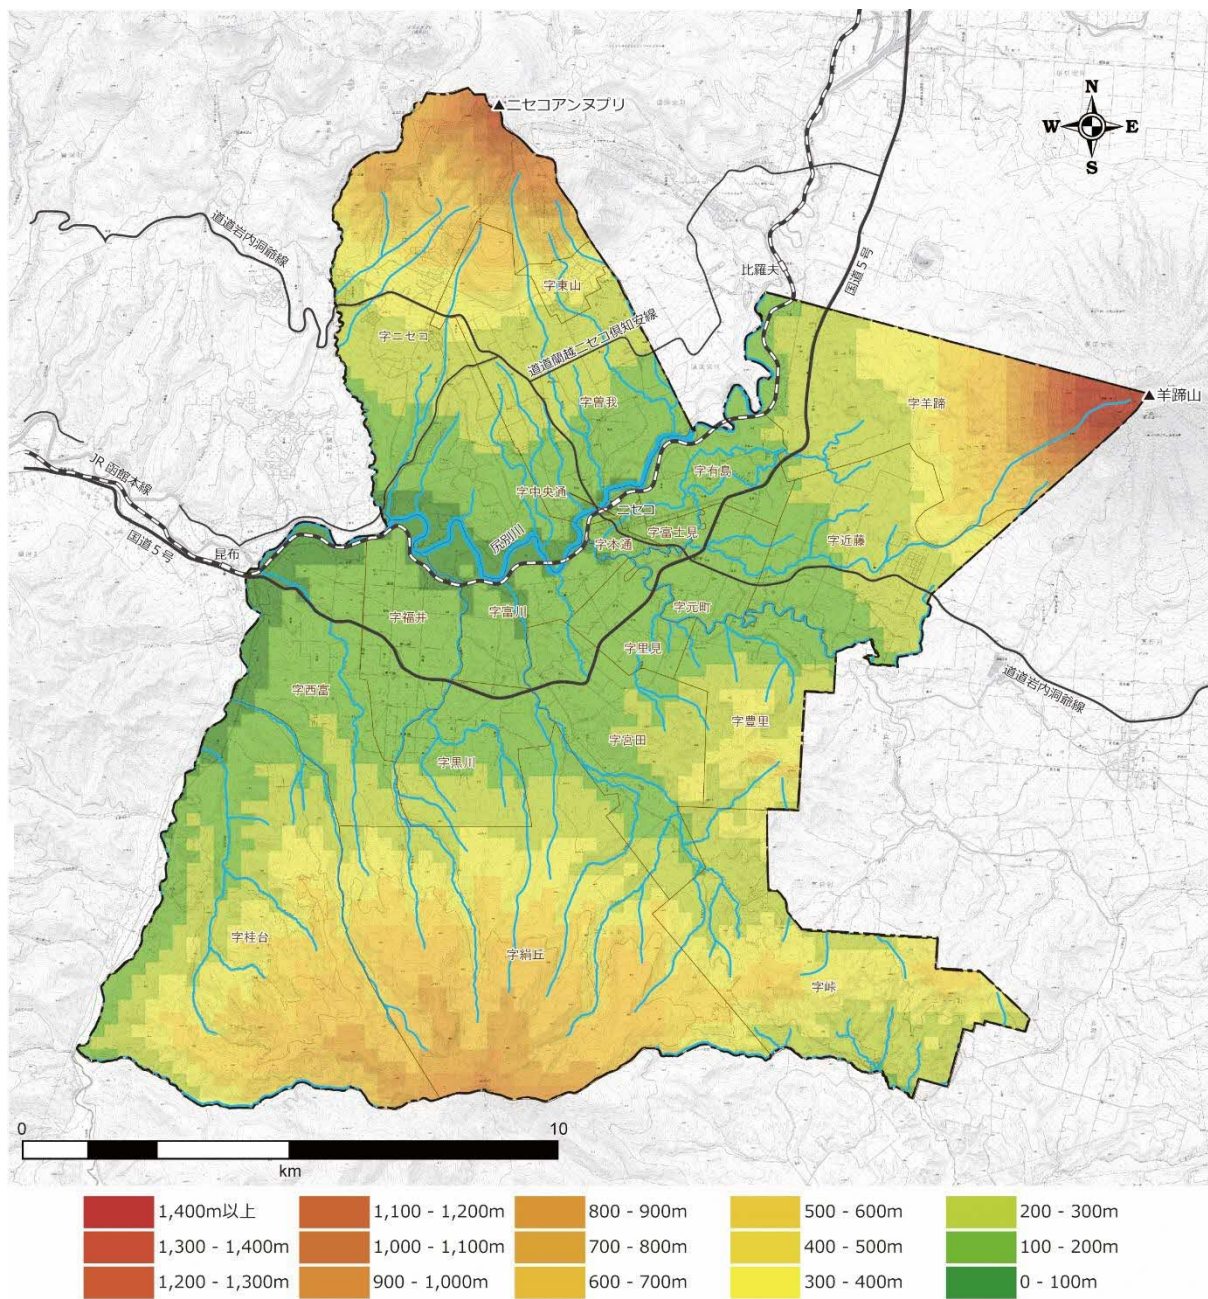 ▲ニセコアンヌプリ
N
W
E
S
道道岩内洞爺線
比羅夫
国道5号
字東山
字ニセコ
道道蘭越ニセコ倶知安線
▲羊蹄山
字曽我
字羊蹄
JR函館本線
字有島
字中央通
ニセコ
尻別川
字富士見
字本通
字近藤
国道5号
昆布
字福井
字富川
字元町
字里見
道道岩内洞爺線
字西富
字豊里
字宮田
字黒川
字桂台
字絹丘
字峠
0
10
km
1,400m以上
1,100 - 1,200m
800 - 900m
500 - 600m
200 - 300m
1,300 - 1,400m
1,000 - 1,100m
700 - 800m
400 - 500m
100 - 200m
1,200 - 1,300m
900 - 1,000m
600 - 700m
300 - 400m
0 - 100m